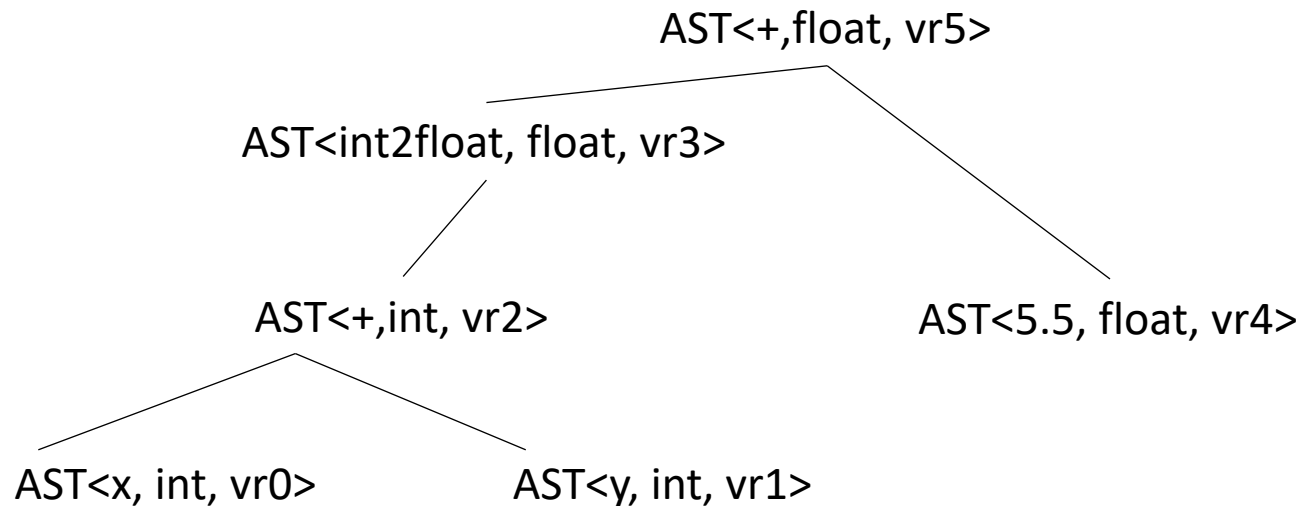 AST<+,float, vr5>
AST<int2float, float, vr3>
AST<+,int, vr2>
AST<5.5, float, vr4>
AST<x, int, vr0>
AST<y, int, vr1>